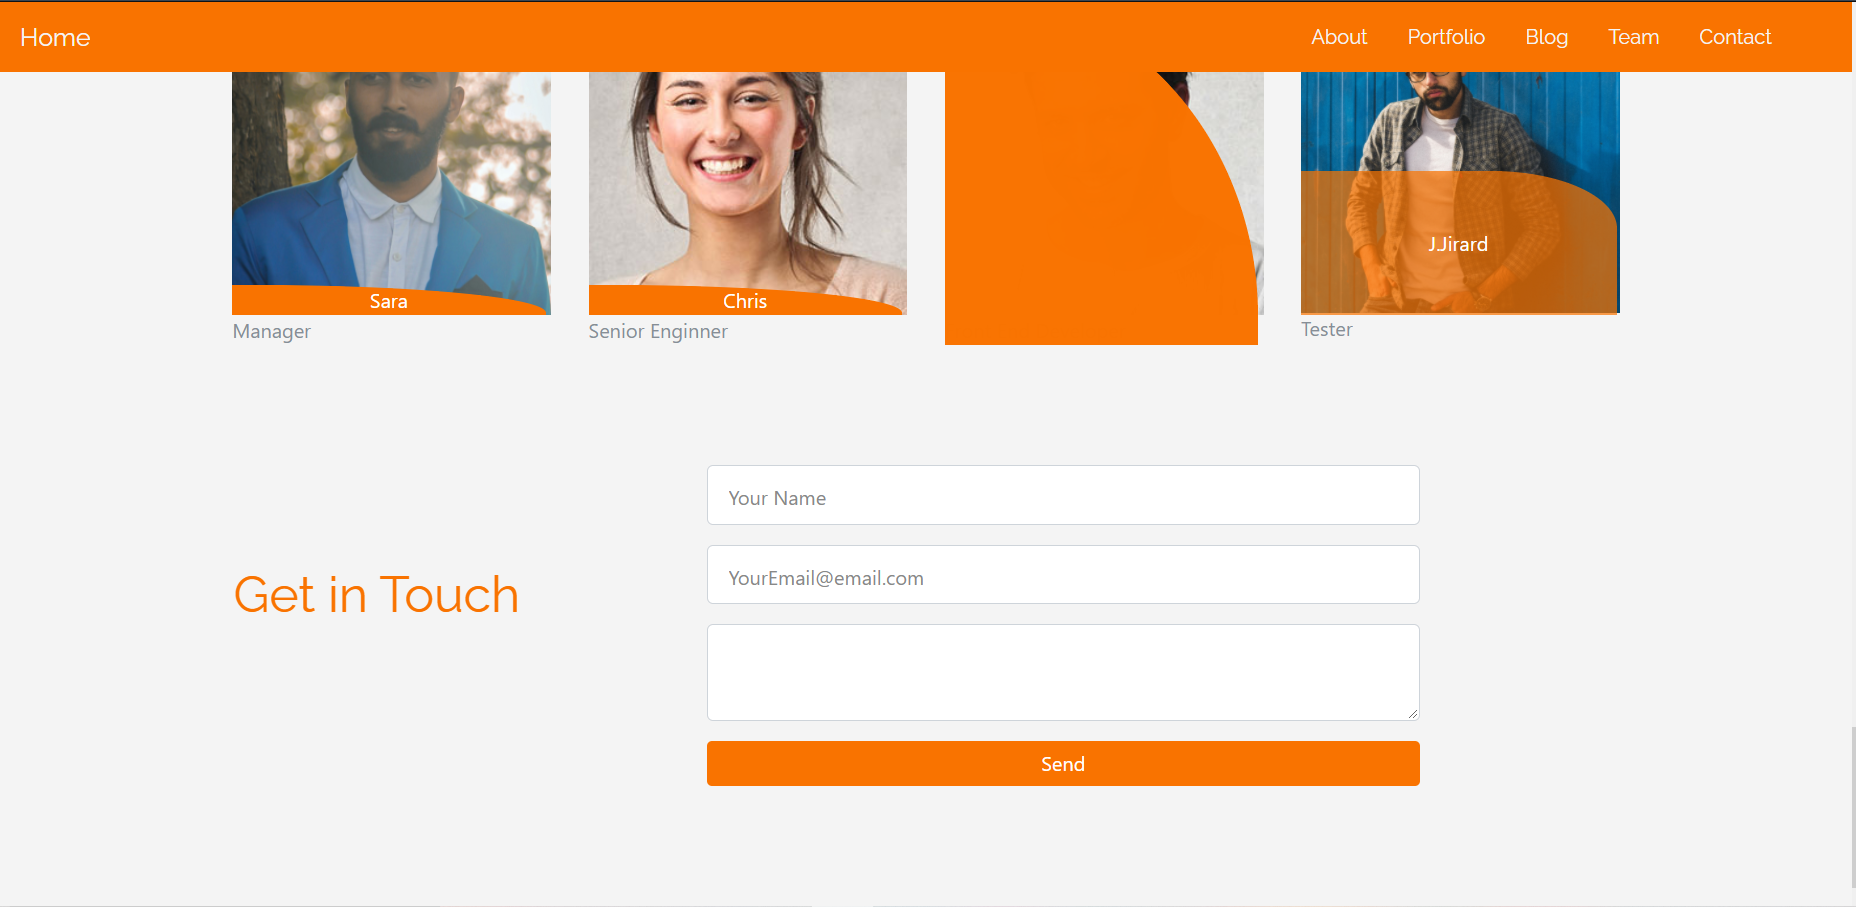 Home
About
Portfolio
Blog
Team
Contact
Sara
Chris
J.Jirard
Manager
Senior Enginner
Tester
Your Name
YourEmail@email.com
Get in Touch
Send